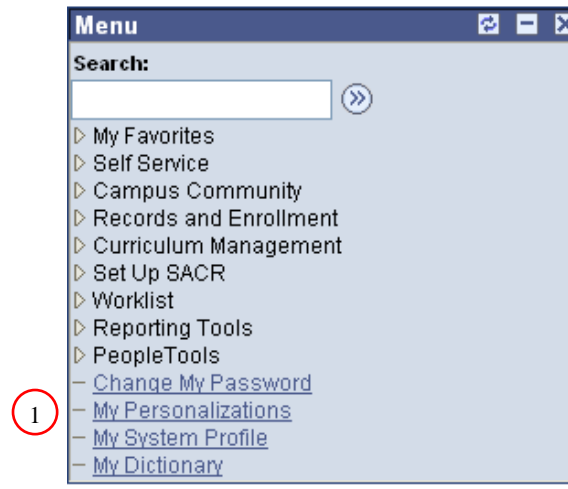 Menu
Search:
My Favorites
Self Service
Campus Community
Records and Enrollment
Curriculum Management
Set Up SACR
Worklist
Reporting Tools
PeopleTools
Change My Password
1
My Personalizations
My System Profile
My Dictionary